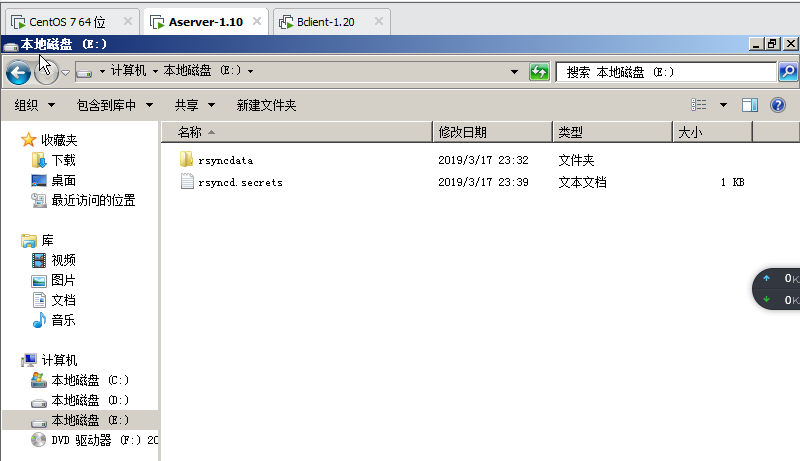 CentOS 7 64 位 Aserver-1.10 Bclient-1.20
本地磁盘 (E:)
计算机 本地磁盘 (E:) 搜索 本地磁盘 (E:)
组织 包含到库中 共享 新建文件夹
名称 修改日期 类型 大小
收藏夹
下载
桌面
最近访问的位置
库
视频
图片
文档
音乐
计算机
本地磁盘 (C:)
本地磁盘 (D:)
本地磁盘 (E:)
DVD 驱动器 (F:) 20
rsyncdata 2019/3/17 23:32 文件夹
rsyncd.secrets 2019/3/17 23:39 文本文档 1 KB
0K
0K